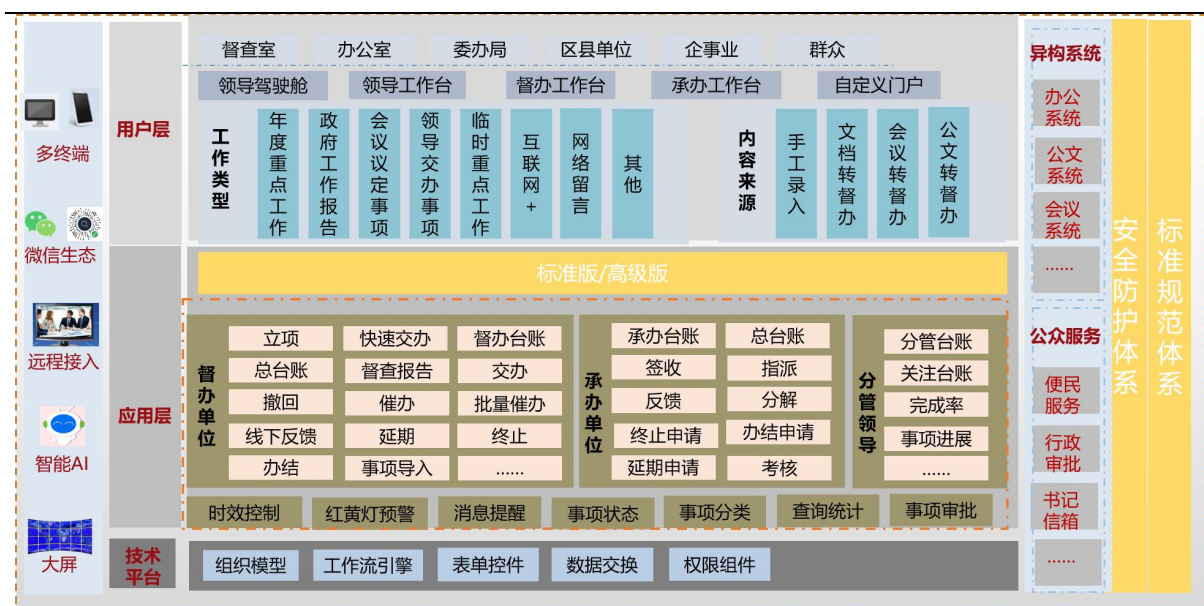 多终端
微信生态
远程接入
智能AI
大屏
用户层
督查室
办公室
委办局
区县单位
企事业
群众
领导驾驶舱
领导工作台
督办工作台
承办工作台
自定义门户
工作类型
年度重点工作
政府工作报告
会议议定事项
领导交办事项
临时重点工作
互联网+
网络留言
其他
内容来源
手工录入
文档转督办
会议转督办
公文转督办
应用层
标准版/高级版
督办单位
立项
快速交办
督办台账
总台账
督查报告
交办
撤回
催办
批量催办
线下反馈
延期
终止
办结
事项导入
......
承办单位
承办台账
总台账
签收
指派
反馈
分解
终止申请
办结申请
延期申请
考核
分管领导
分管台账
关注台账
完成率
事项进展
......
时效控制
红黄灯预警
消息提醒
事项状态
事项分类
查询统计
事项审批
技术
平台
组织模型
工作流引擎
表单控件
数据交换
权限组件
异构系统
办公
系统
公文
系统
会议
系统
......
公众服务
便民
服务
行政
审批
书记
信箱
......
安全防护体系
标准规范体系